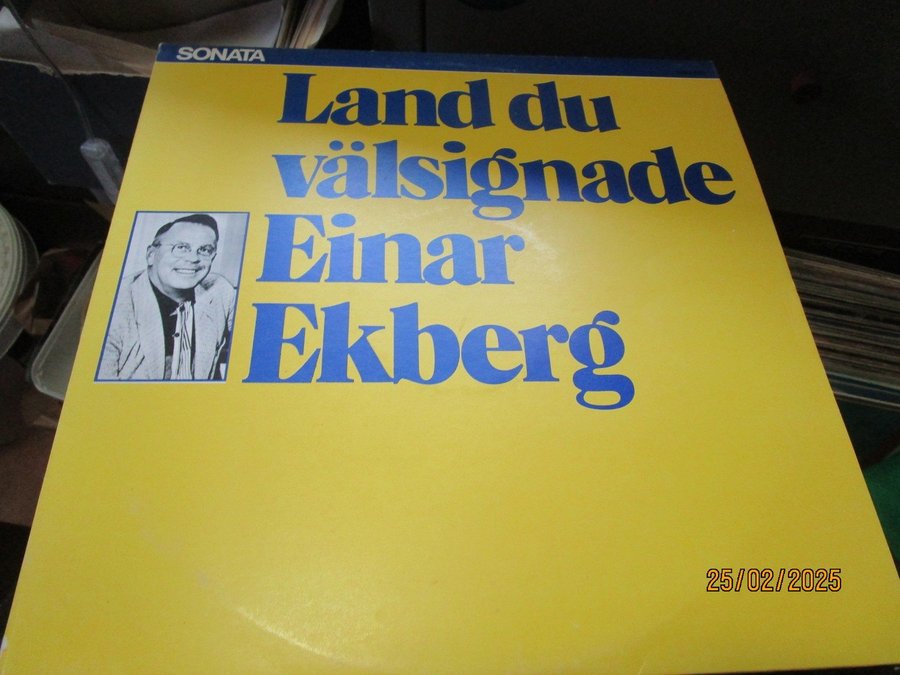 SONATA
Land du
välsignade
Einar
Ekberg
25/02/2025